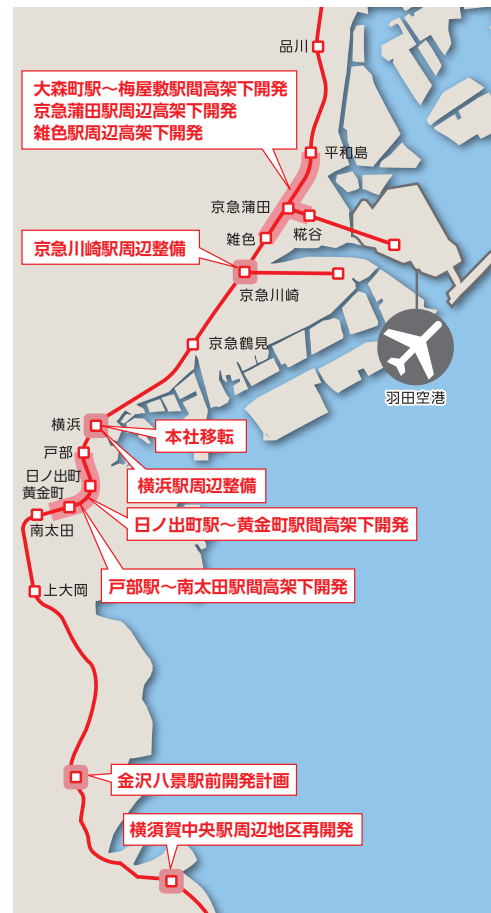 品川
大森町駅〜梅屋敷駅間高架下開発
京急蒲田駅周辺高架下開発
雑色駅周辺高架下開発
平和島
京急蒲田
雑色
糀谷
京急川崎駅周辺整備
京急川崎
京急鶴見
羽田空港
横浜
本社移転
戸部
横浜駅周辺整備
日ノ出町
黄金町
日ノ出町駅〜黄金町駅間高架下開発
南太田
戸部駅〜南太田駅間高架下開発
上大岡
金沢八景駅前開発計画
横須賀中央駅周辺地区再開発